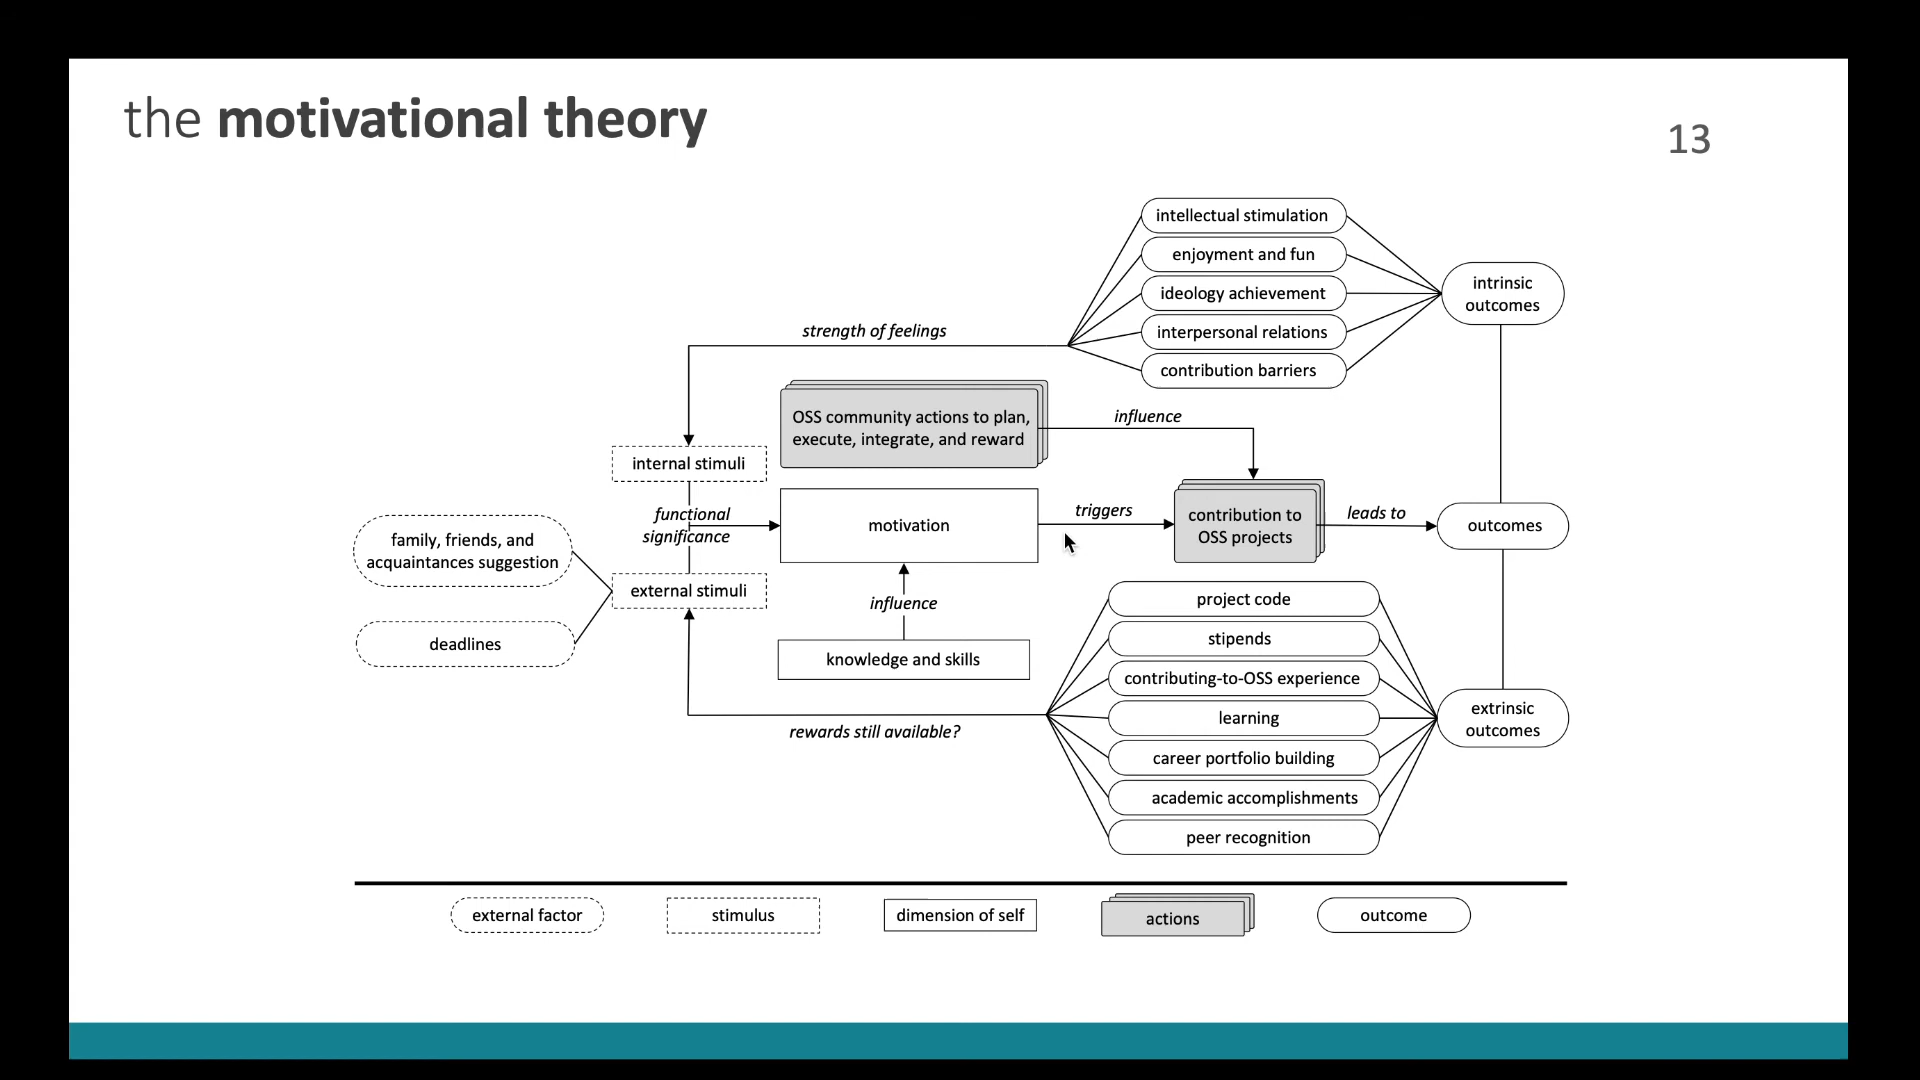 the motivational theory
13
intellectual stimulation
enjoyment and fun
ideology achievement
interpersonal relations
contribution barriers
intrinsic
outcomes
strength of feelings
OSS community actions to plan,
execute, integrate, and reward
influence
internal stimuli
functional
significance
external stimuli
family, friends, and
acquaintances suggestion
deadlines
motivation
triggers
contribution to
OSS projects
leads to
outcomes
influence
knowledge and skills
rewards still available?
project code
stipends
contributing-to-OSS experience
learning
career portfolio building
academic accomplishments
peer recognition
extrinsic
outcomes
external factor
stimulus
dimension of self
actions
outcome